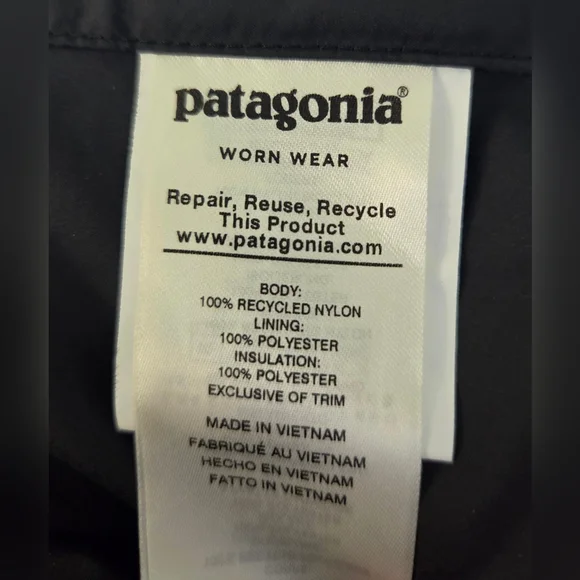 patagonia®
WORN WEAR
Repair, Reuse, Recycle
This Product
www.patagonia.com
BODY:
100% RECYCLED NYLON
LINING:
100% POLYESTER
INSULATION:
100% POLYESTER
EXCLUSIVE OF TRIM
MADE IN VIETNAM
FABRIQUÉ AU VIETNAM
HECHO EN VIETNAM
FATTO IN VIETNAM